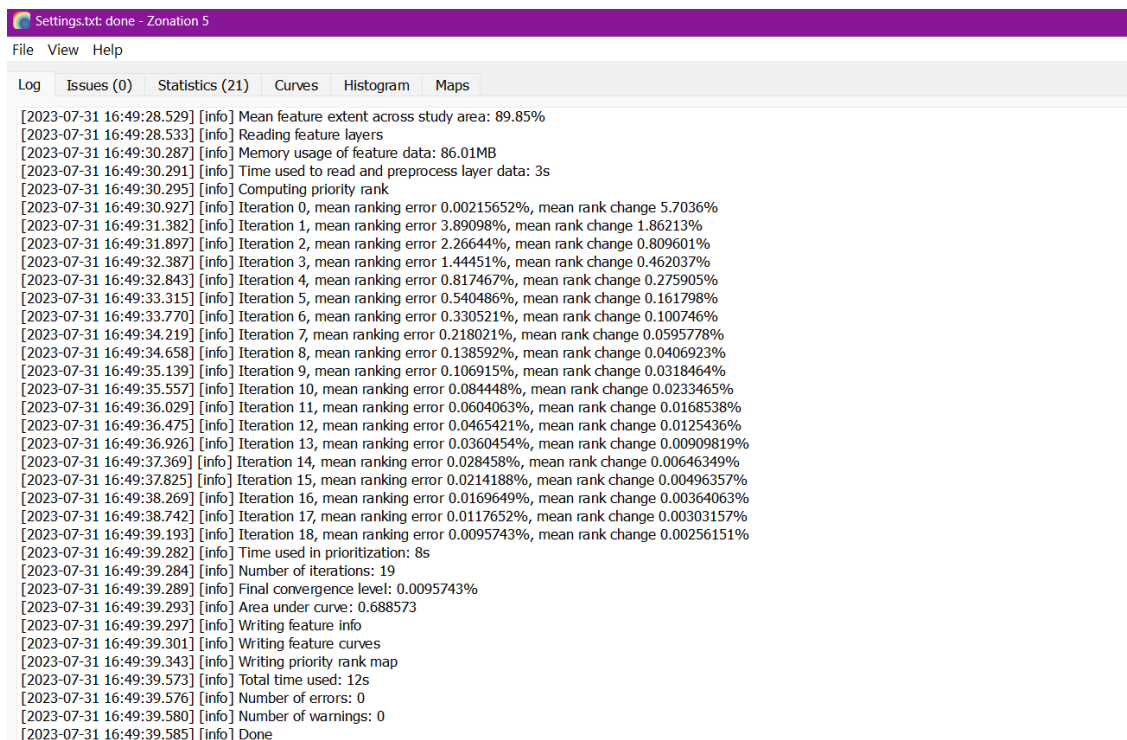 Settings.txt: done - Zonation 5
File View Help
Log Issues (0) Statistics (21) Curves Histogram Maps
[2023-07-31 16:49:28.529] [info] Mean feature extent across study area: 89.85%
[2023-07-31 16:49:28.533] [info] Reading feature layers
[2023-07-31 16:49:30.287] [info] Memory usage of feature data: 86.01MB
[2023-07-31 16:49:30.291] [info] Time used to read and preprocess layer data: 3s
[2023-07-31 16:49:30.295] [info] Computing priority rank
[2023-07-31 16:49:30.927] [info] Iteration 0, mean ranking error 0.00215652%, mean rank change 5.7036%
[2023-07-31 16:49:31.382] [info] Iteration 1, mean ranking error 3.89098%, mean rank change 1.86213%
[2023-07-31 16:49:31.897] [info] Iteration 2, mean ranking error 2.26644%, mean rank change 0.809601%
[2023-07-31 16:49:32.387] [info] Iteration 3, mean ranking error 1.44451%, mean rank change 0.462037%
[2023-07-31 16:49:32.843] [info] Iteration 4, mean ranking error 0.817467%, mean rank change 0.275905%
[2023-07-31 16:49:33.315] [info] Iteration 5, mean ranking error 0.540486%, mean rank change 0.161798%
[2023-07-31 16:49:33.770] [info] Iteration 6, mean ranking error 0.330521%, mean rank change 0.100746%
[2023-07-31 16:49:34.219] [info] Iteration 7, mean ranking error 0.218021%, mean rank change 0.0595778%
[2023-07-31 16:49:34.658] [info] Iteration 8, mean ranking error 0.138592%, mean rank change 0.0406923%
[2023-07-31 16:49:35.139] [info] Iteration 9, mean ranking error 0.106915%, mean rank change 0.0318464%
[2023-07-31 16:49:35.557] [info] Iteration 10, mean ranking error 0.084448%, mean rank change 0.0233465%
[2023-07-31 16:49:36.029] [info] Iteration 11, mean ranking error 0.0604063%, mean rank change 0.0168538%
[2023-07-31 16:49:36.475] [info] Iteration 12, mean ranking error 0.0465421%, mean rank change 0.0125436%
[2023-07-31 16:49:36.926] [info] Iteration 13, mean ranking error 0.0360454%, mean rank change 0.00909819%
[2023-07-31 16:49:37.369] [info] Iteration 14, mean ranking error 0.028458%, mean rank change 0.00646349%
[2023-07-31 16:49:37.825] [info] Iteration 15, mean ranking error 0.0214188%, mean rank change 0.00496357%
[2023-07-31 16:49:38.269] [info] Iteration 16, mean ranking error 0.0169649%, mean rank change 0.00364063%
[2023-07-31 16:49:38.742] [info] Iteration 17, mean ranking error 0.0117652%, mean rank change 0.00303157%
[2023-07-31 16:49:39.193] [info] Iteration 18, mean ranking error 0.0095743%, mean rank change 0.00256151%
[2023-07-31 16:49:39.282] [info] Time used in prioritization: 8s
[2023-07-31 16:49:39.284] [info] Number of iterations: 19
[2023-07-31 16:49:39.289] [info] Final convergence level: 0.0095743%
[2023-07-31 16:49:39.293] [info] Area under curve: 0.688573
[2023-07-31 16:49:39.297] [info] Writing feature info
[2023-07-31 16:49:39.301] [info] Writing feature curves
[2023-07-31 16:49:39.343] [info] Writing priority rank map
[2023-07-31 16:49:39.573] [info] Total time used: 12s
[2023-07-31 16:49:39.576] [info] Number of errors: 0
[2023-07-31 16:49:39.580] [info] Number of warnings: 0
[2023-07-31 16:49:39.585] [info] Done